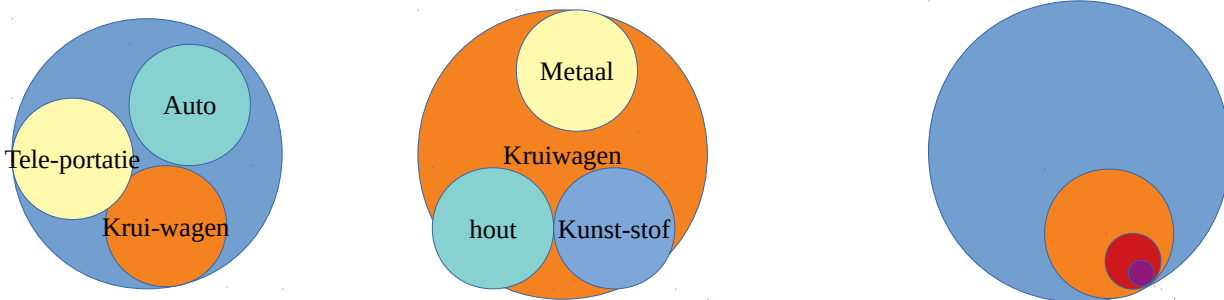 Auto
Tele-portatie
Krui-wagen
Metaal
Kruiwagen
hout
Kunst-stof